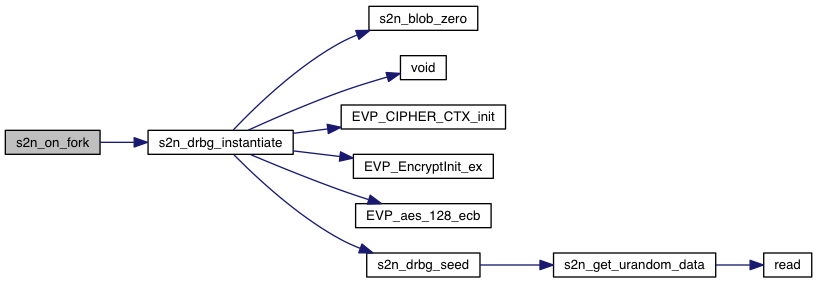 s2n_on_fork
s2n_drbg_instantiate
s2n_blob_zero
void
EVP_CIPHER_CTX_init
EVP_EncryptInit_ex
EVP_aes_128_ecb
s2n_drbg_seed
s2n_get_urandom_data
read